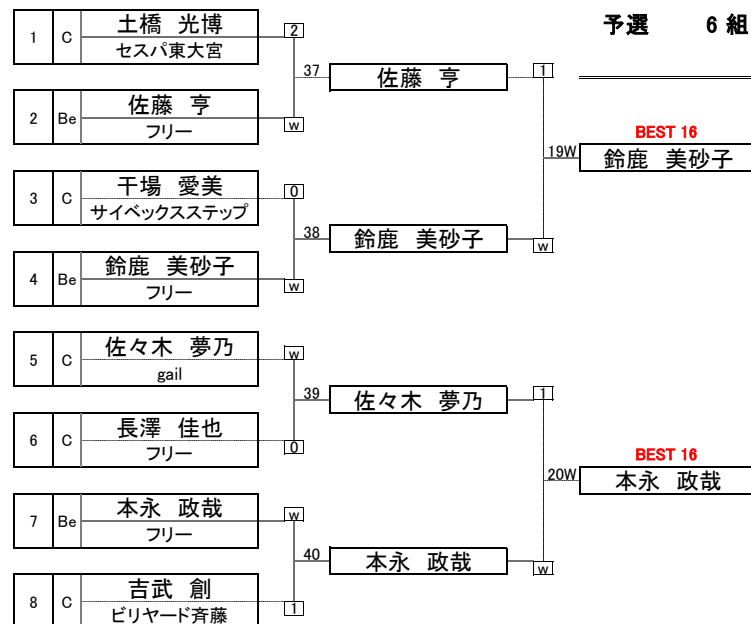 予選 6 組
1 C 土橋 光博 2
セスパ東大宮
37 佐藤 亨 1
2 Be 佐藤 亨 w
フリー
BEST 16
19W 鈴鹿 美砂子
3 C 干場 愛美 0
サイベックスステップ
38 鈴鹿 美砂子 w
4 Be 鈴鹿 美砂子 w
フリー
5 C 佐々木 夢乃 w
gail
39 佐々木 夢乃 1
6 C 長澤 佳也 0
フリー
BEST 16
20W 本永 政哉
7 Be 本永 政哉 w
フリー
40 本永 政哉 w
8 C 吉武 創 1
ビリヤード斉藤